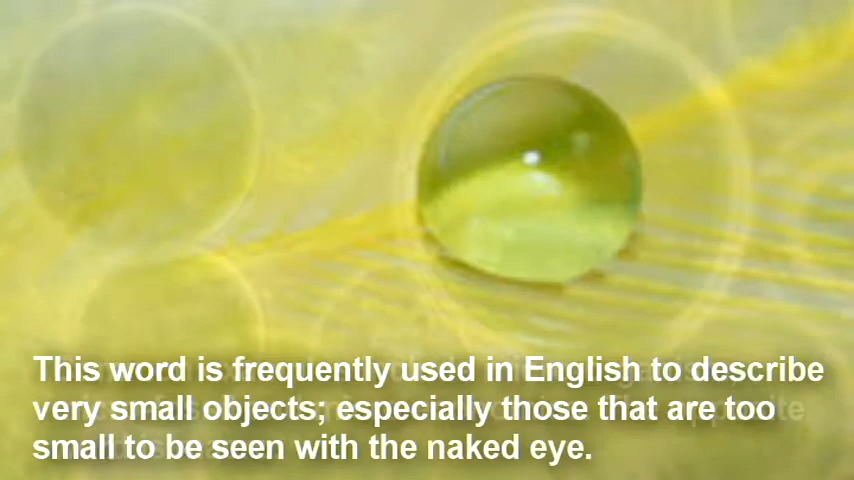 This word is frequently used in English to describe
very small objects; especially those that are too
small to be seen with the naked eye.